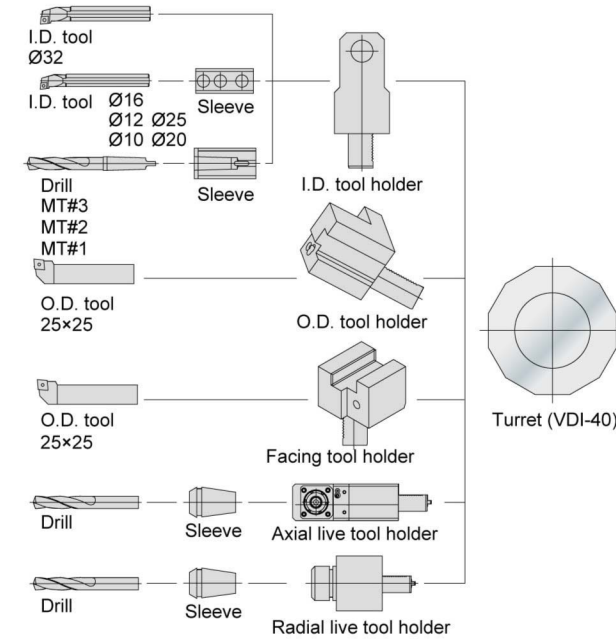 I.D. tool
Ø32
I.D. tool Ø16
Ø12 Ø25
Ø10 Ø20
Sleeve
Drill
MT#3
MT#2
MT#1
Sleeve
I.D. tool holder
O.D. tool
25×25
O.D. tool holder
O.D. tool
25×25
Facing tool holder
Turret (VDI-40)
Drill
Sleeve
Axial live tool holder
Drill
Sleeve
Radial live tool holder